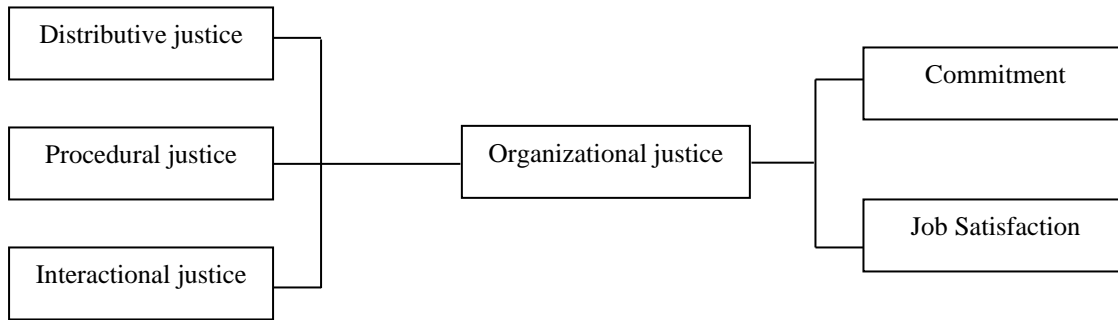 Distributive justice
Procedural justice
Interactional justice
Organizational justice
Commitment
Job Satisfaction